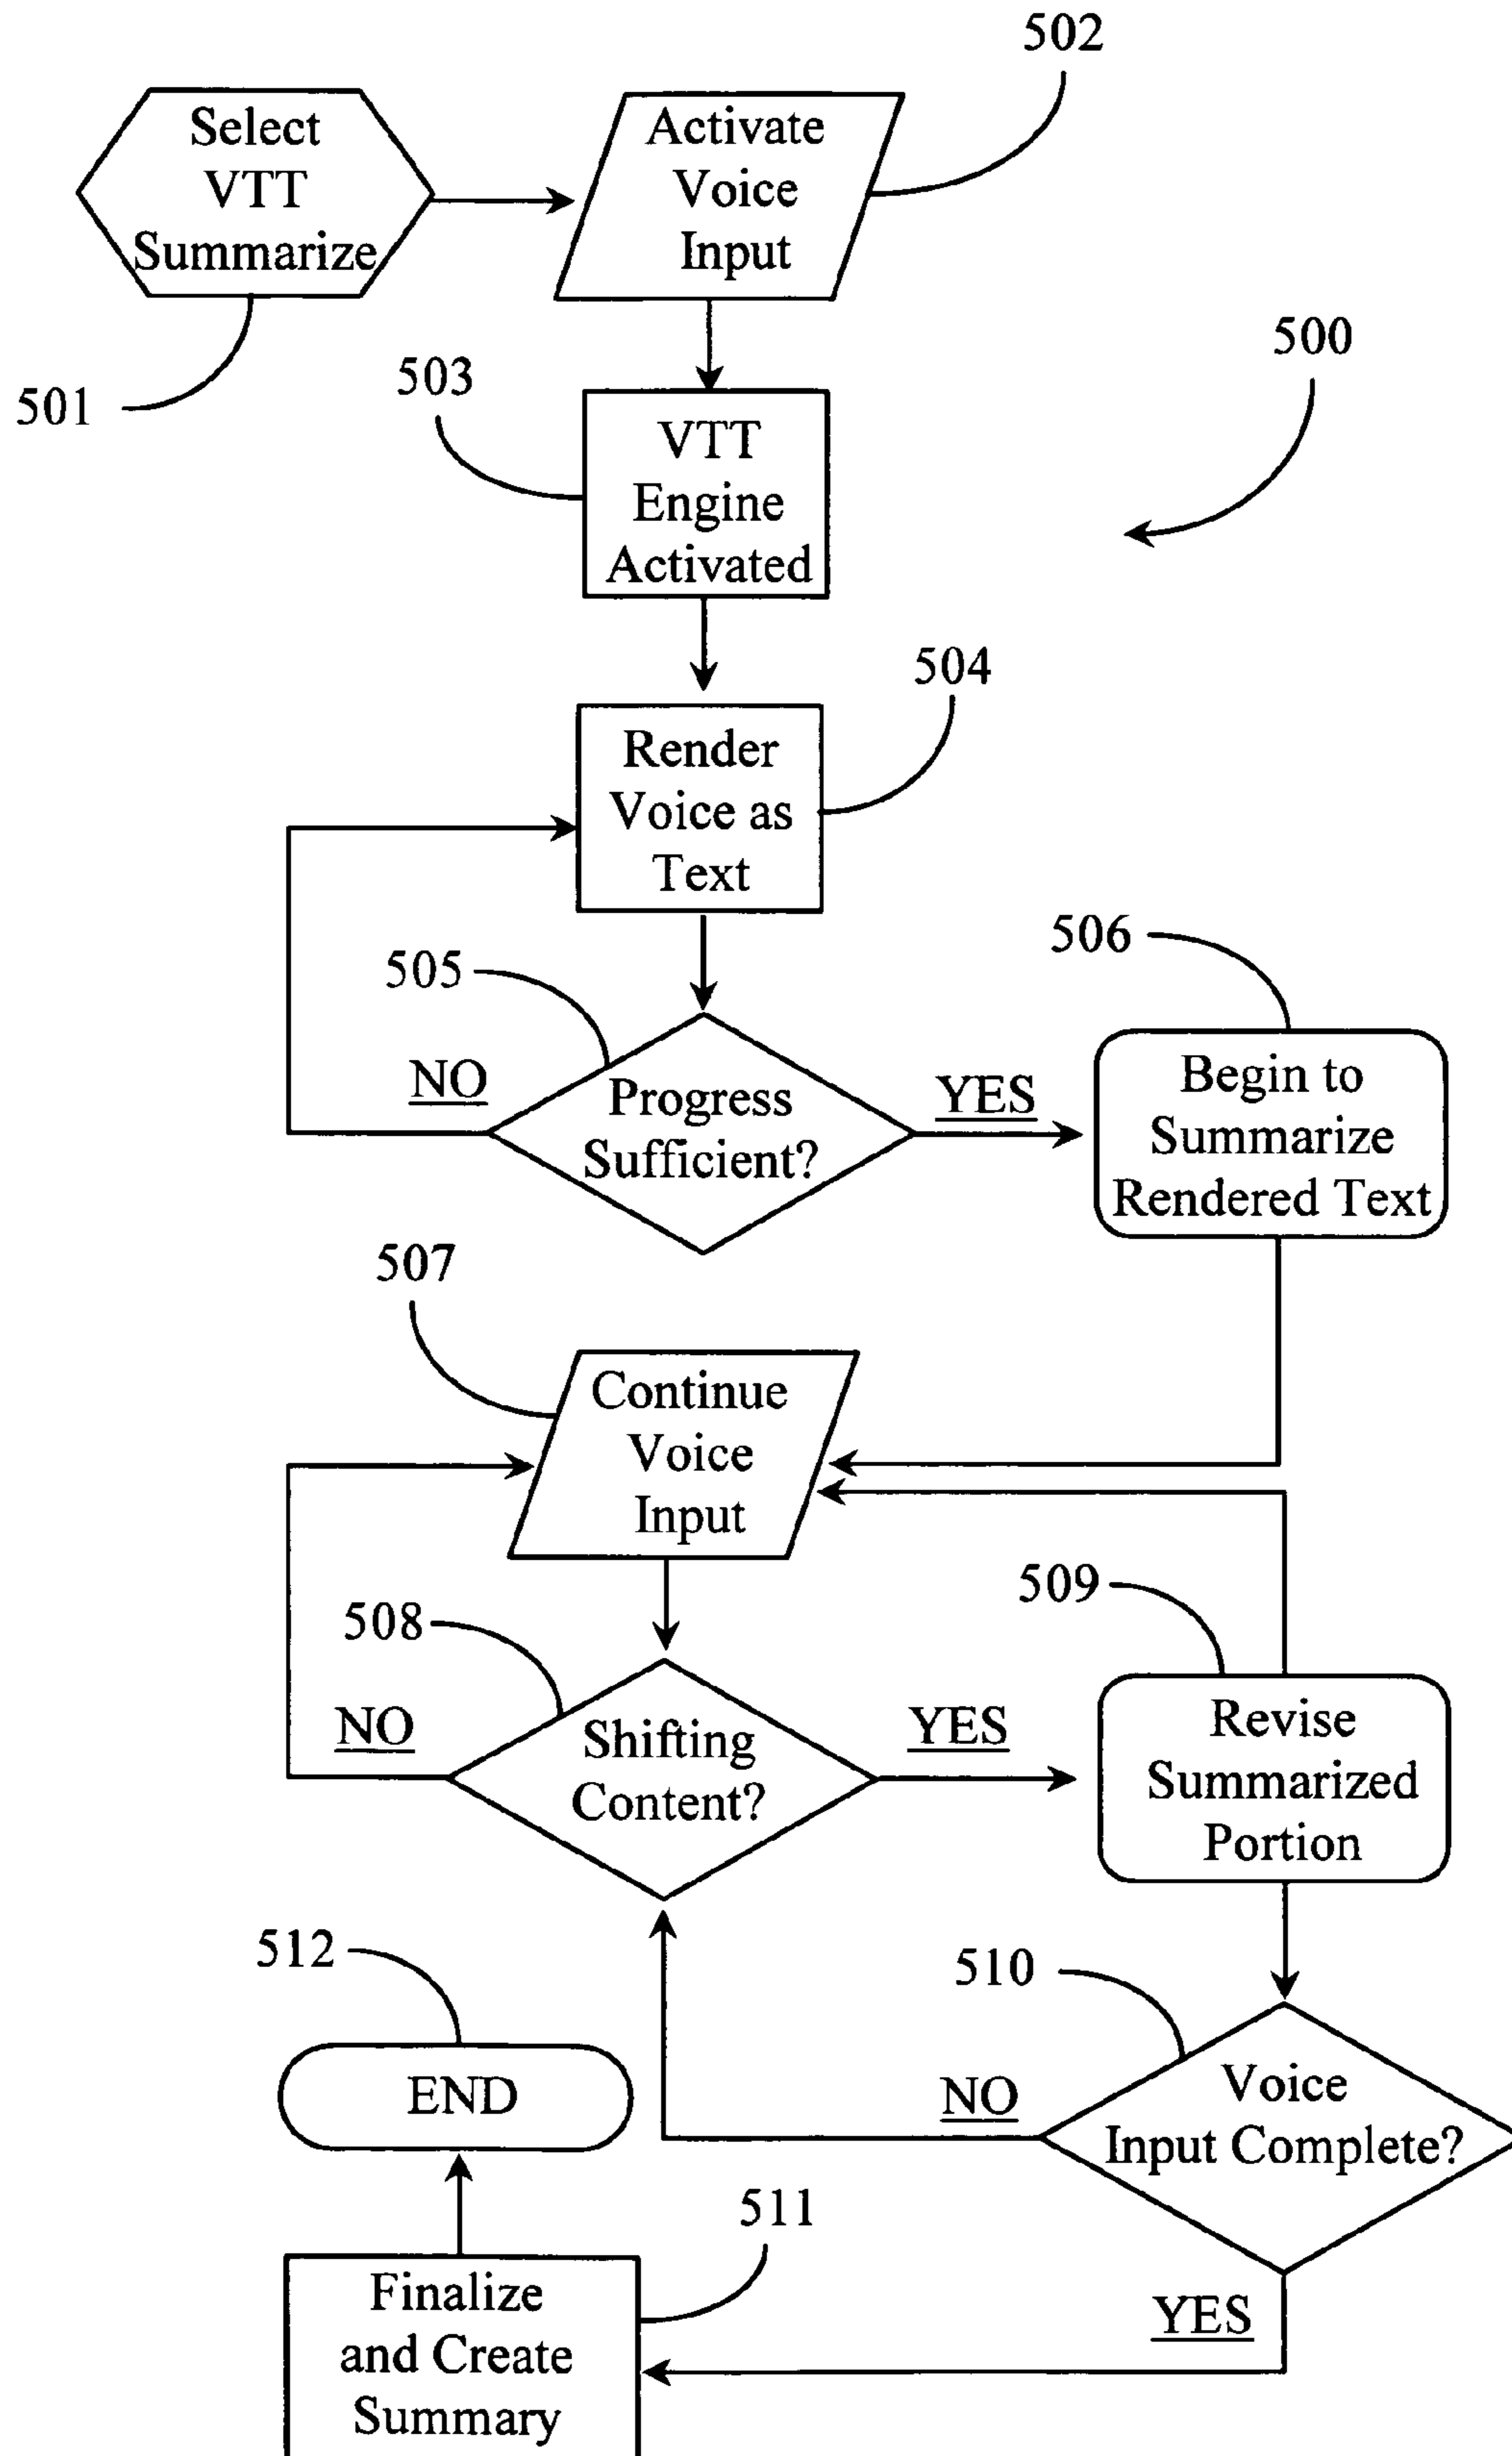 502
Select
VTT
Summarize
Activate
Voice
Input
501
500
503
VTT
Engine
Activated
504
Render
Voice as
Text
505
506
NO
Progress
Sufficient?
YES
Begin to
Summarize
Rendered Text
507
Continue
Voice
Input
509
508
NO
Shifting
Content?
YES
Revise
Summarized
Portion
512
510
END
NO
Voice
Input Complete?
511
Finalize
and Create
Summary
YES